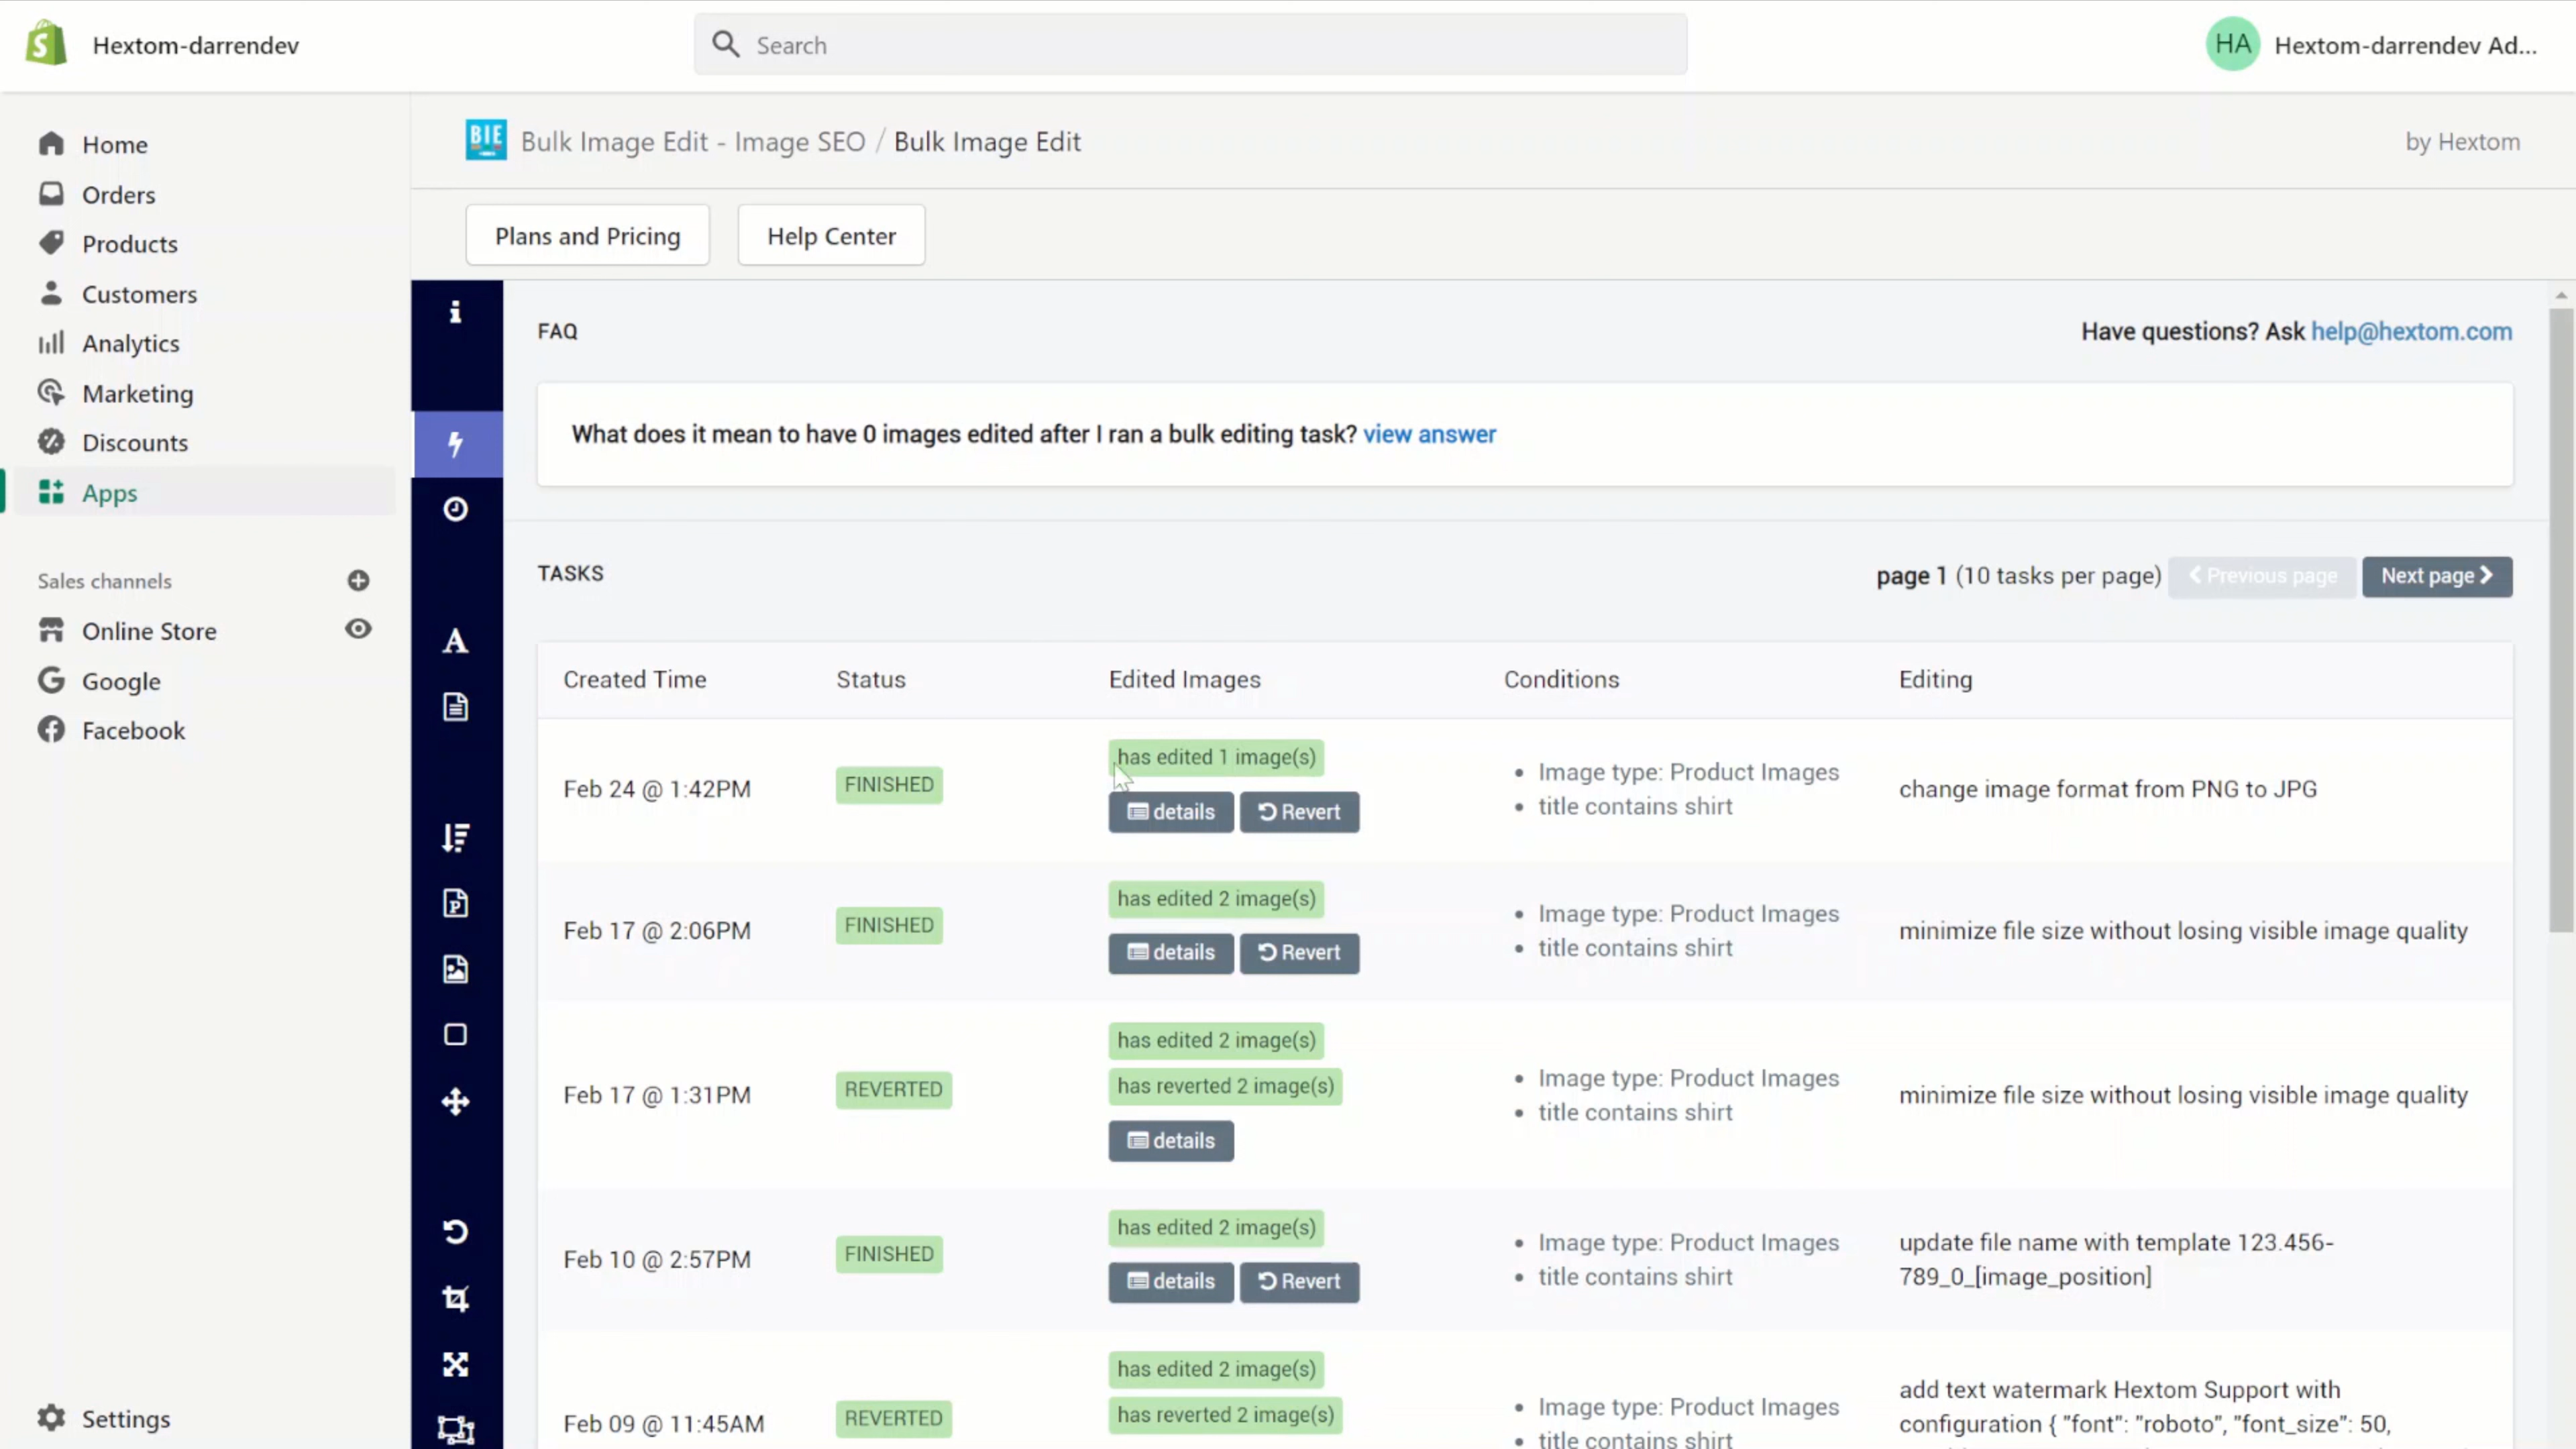 Hextom-darrendev
Search
HA
Hextom-darrendev Ad...
Home
Orders
Products
Customers
Analytics
Marketing
Discounts
Apps
Sales channels
Online Store
Google
Facebook
Settings
BIE
Bulk Image Edit - Image SEO / Bulk Image Edit
by Hextom
Plans and Pricing
Help Center
FAQ
Have questions? Ask help@hextom.com
What does it mean to have 0 images edited after I ran a bulk editing task? view answer
TASKS
page 1 (10 tasks per page)
Previous page
Next page
Created Time
Status
Edited Images
Conditions
Editing
Feb 24 @ 1:42PM
FINISHED
has edited 1 image(s)
details
Revert
Image type: Product Images
title contains shirt
change image format from PNG to JPG
Feb 17 @ 2:06PM
FINISHED
has edited 2 image(s)
details
Revert
Image type: Product Images
title contains shirt
minimize file size without losing visible image quality
Feb 17 @ 1:31PM
REVERTED
has edited 2 image(s)
has reverted 2 image(s)
details
Image type: Product Images
title contains shirt
minimize file size without losing visible image quality
Feb 10 @ 2:57PM
FINISHED
has edited 2 image(s)
details
Revert
Image type: Product Images
title contains shirt
update file name with template 123.456-
789_0_[image_position]
Feb 09 @ 11:45AM
REVERTED
has edited 2 image(s)
has reverted 2 image(s)
Image type: Product Images
title contains shirt
add text watermark Hextom Support with
configuration { "font": "roboto", "font_size": 50,